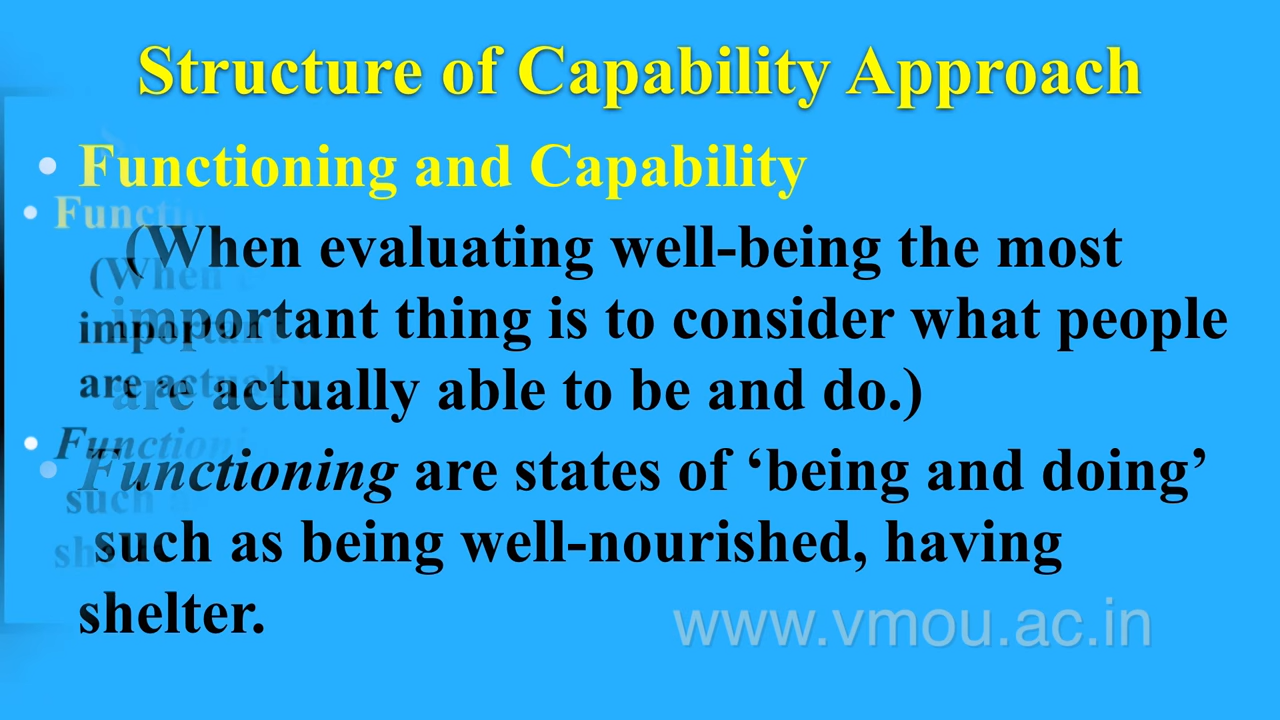 Structure of Capability Approach
• Functioning and Capability
(When evaluating well-being the most
important thing is to consider what people
are actually able to be and do.)
• Functioning are states of ‘being and doing’
such as being well-nourished, having
shelter.
www.vmou.ac.in